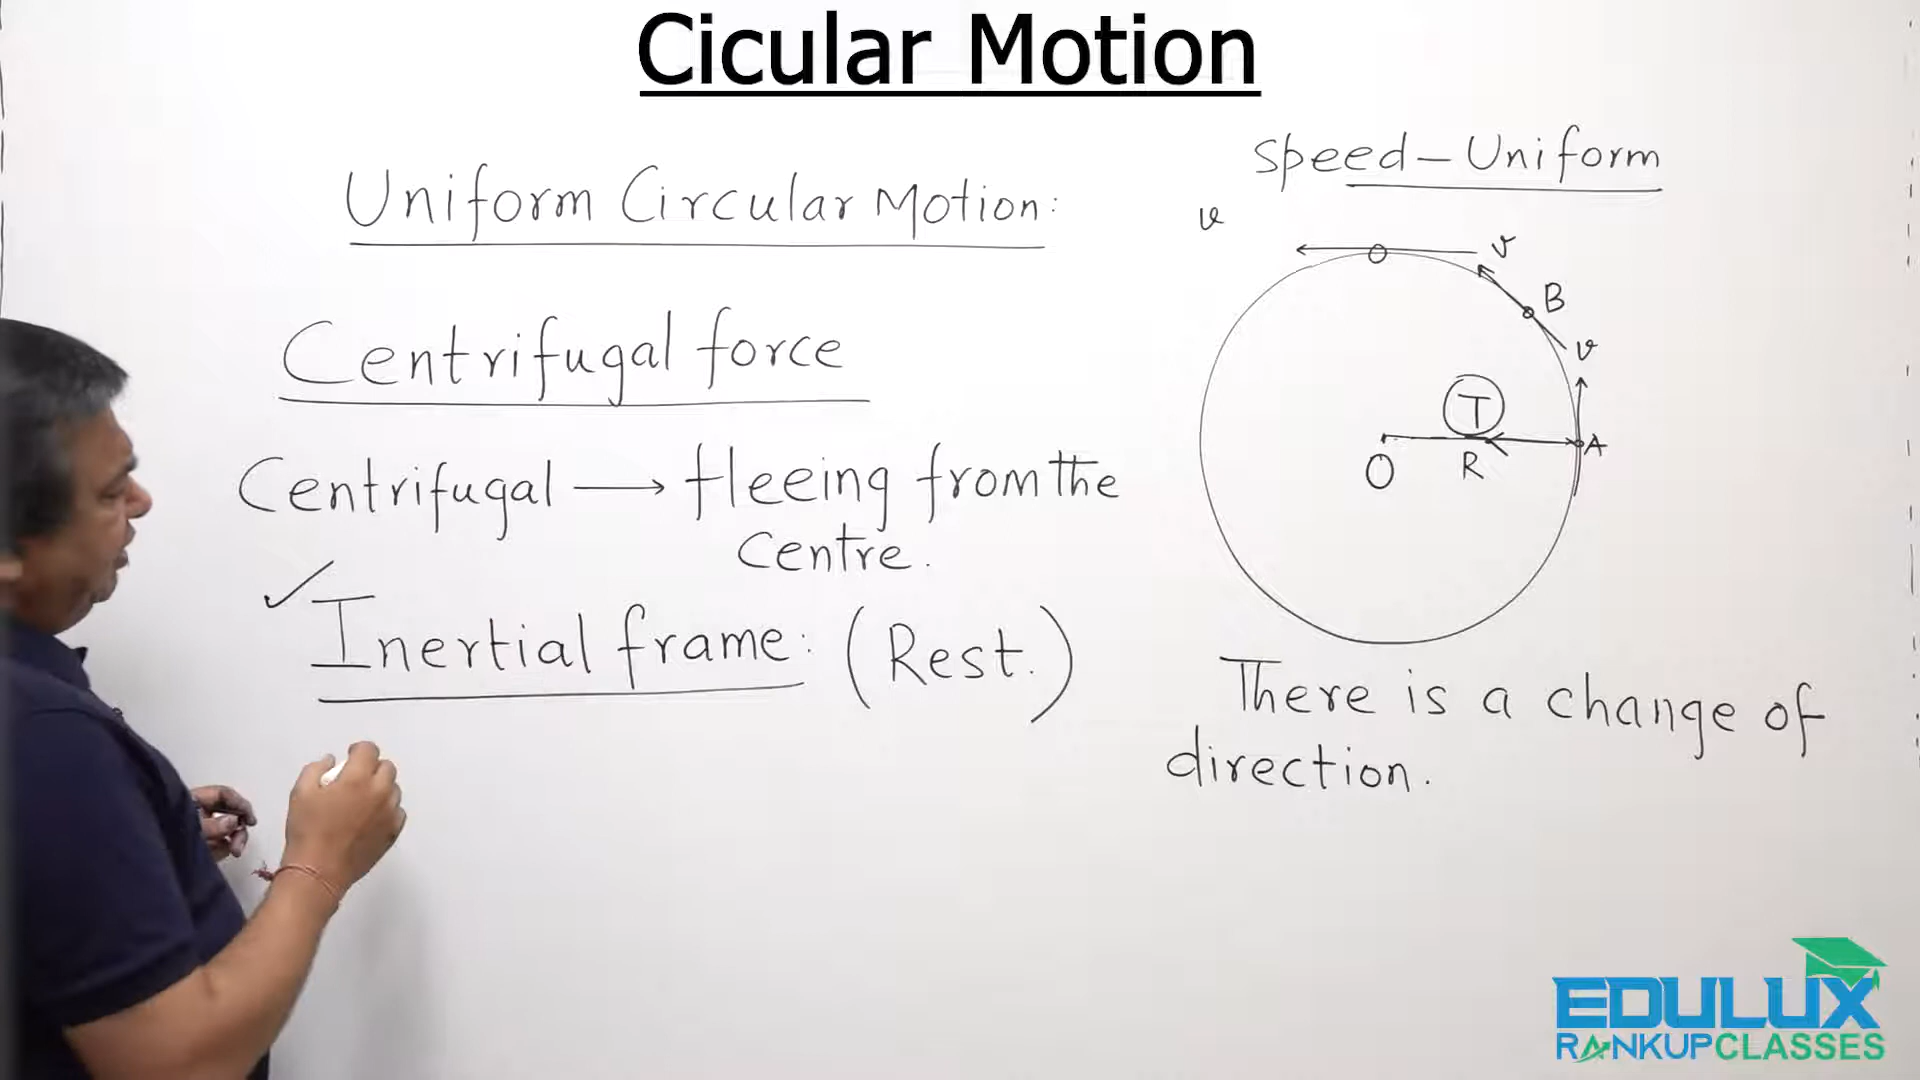 Cicular Motion
Uniform Circular Motion:
Centrifugal force
Centrifugal → fleeing from the
Centre.
✓ Inertial frame: (Rest.)
Speed – Uniform
v
v
B
v
T
A
O
R
There is a change of
direction.
EDULUX
RANKUPCLASSES